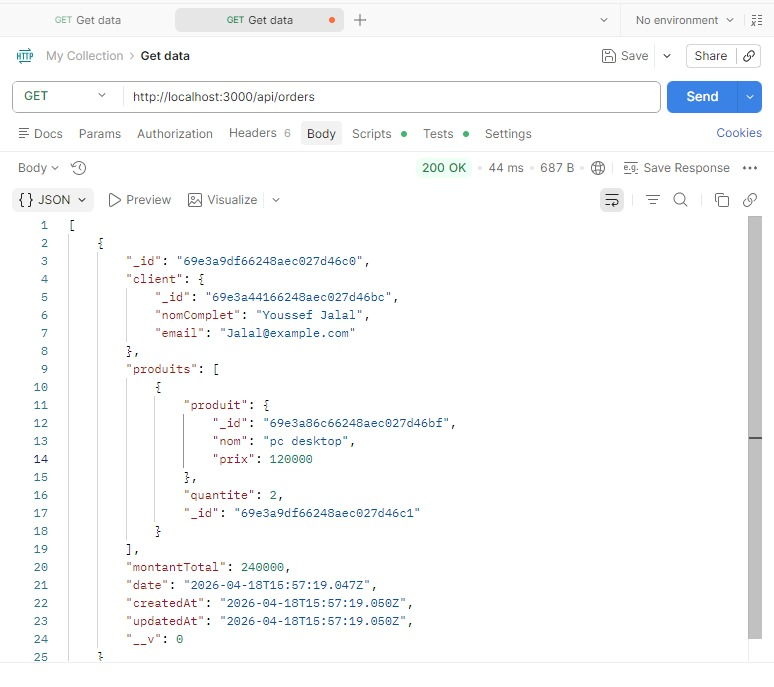 GET Get data GET Get data No environment
HTTP My Collection > Get data Save Share
GET http://localhost:3000/api/orders Send
Docs Params Authorization Headers 6 Body Scripts Tests Settings Cookies
Body 200 OK 44 ms 687 B e.g. Save Response
{} JSON Preview Visualize
1 [
2 {
3 "_id": "69e3a9df66248aec027d46c0",
4 "client": {
5 "_id": "69e3a44166248aec027d46bc",
6 "nomComplet": "Youssef Jalal",
7 "email": "Jalal@example.com"
8 },
9 "produits": [
10 {
11 "produit": {
12 "_id": "69e3a86c66248aec027d46bf",
13 "nom": "pc desktop",
14 "prix": 120000
15 },
16 "quantite": 2,
17 "_id": "69e3a9df66248aec027d46c1"
18 }
19 ],
20 "montantTotal": 240000,
21 "date": "2026-04-18T15:57:19.047Z",
22 "createdAt": "2026-04-18T15:57:19.050Z",
23 "updatedAt": "2026-04-18T15:57:19.050Z",
24 "__v": 0
25 }